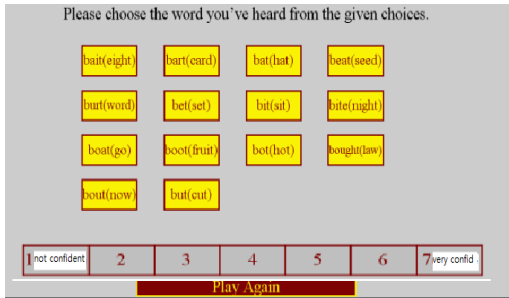 Please choose the word you've heard from the given choices.
bait(eight) bart(card) bat(hat) beat(seed)
burt(word) bet(set) bit(sit) bite(night)
boat(go) boot(fruit) bot(hot) bought(law)
bout(now) but(cut)
1 not confident 2 3 4 5 6 7 very confid
Play Again